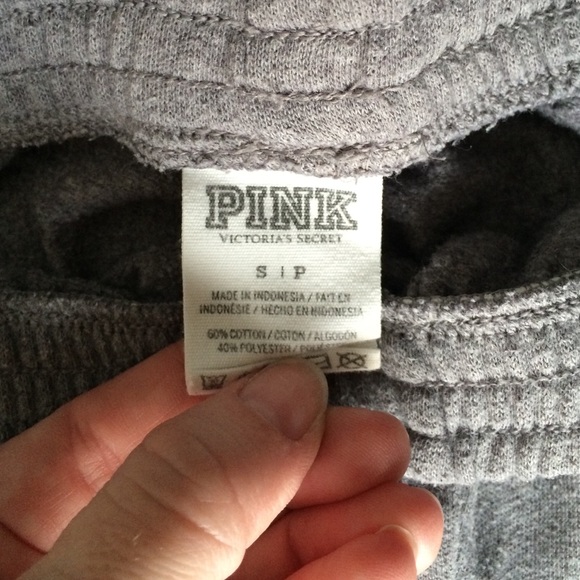 PINK
VICTORIA'S SECRET
S | P
MADE IN INDONESIA / FAIT EN
INDONÉSIE / HECHO EN INDONESIA
60% COTTON / COTON / ALGODÓN
40% POLYESTER /